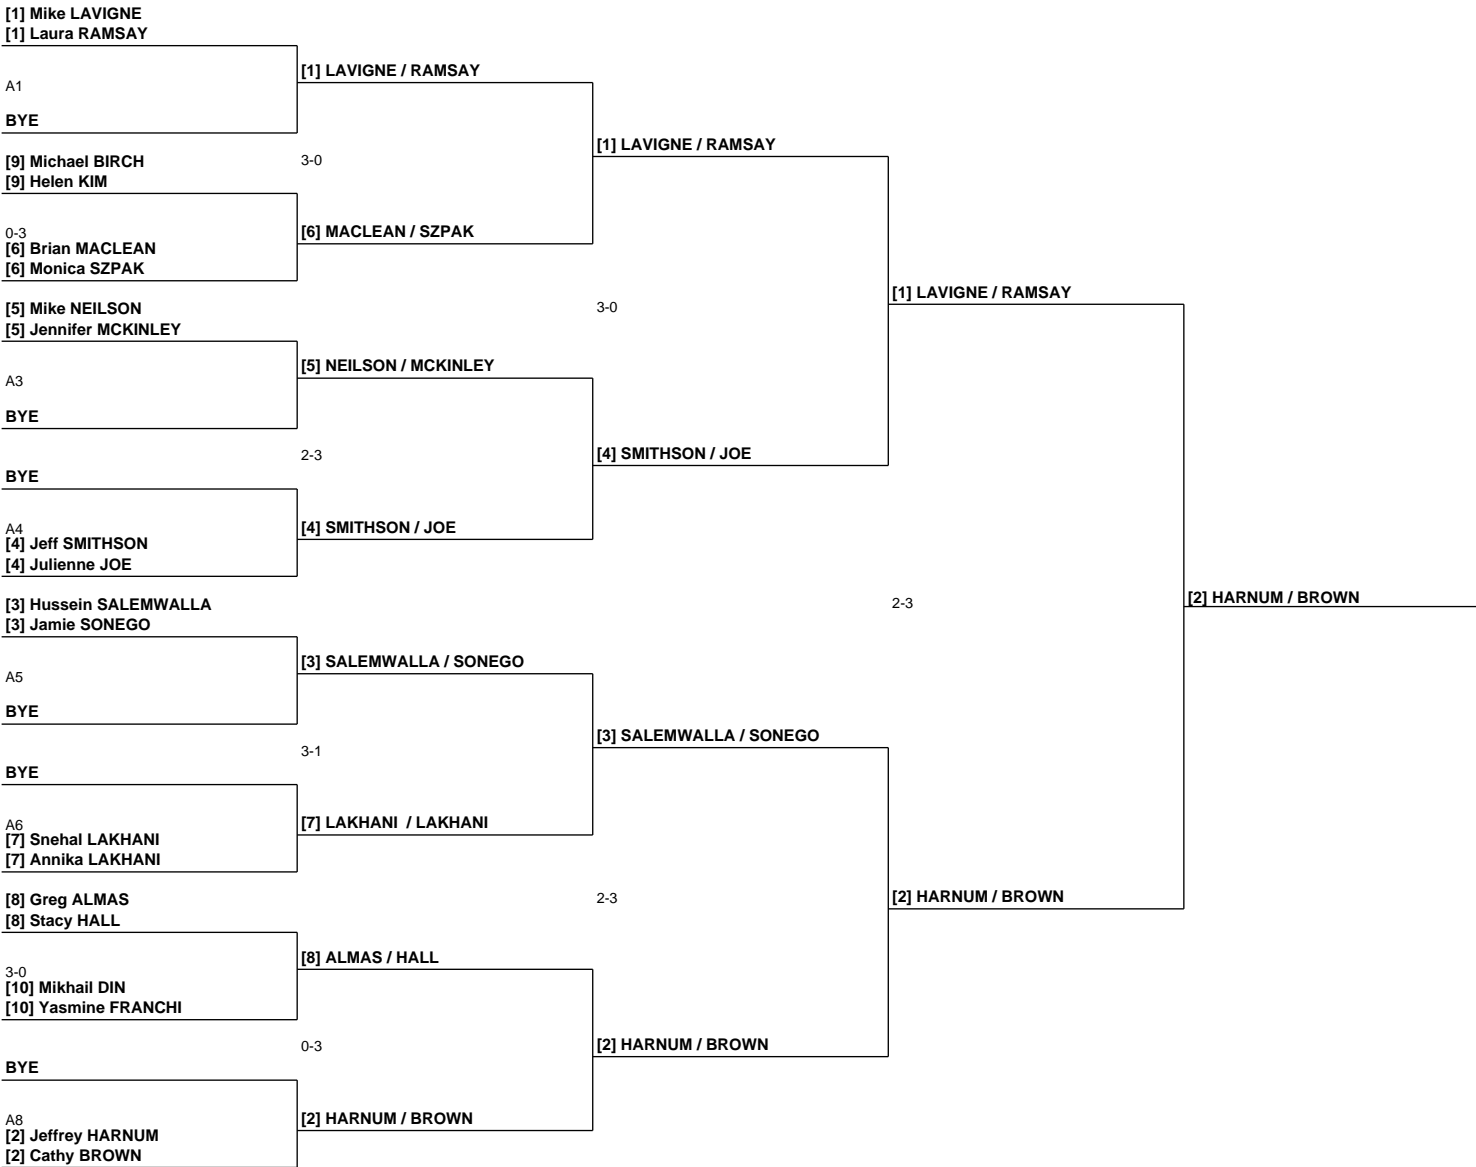 [1] Mike LAVIGNE
[1] Laura RAMSAY
[1] LAVIGNE / RAMSAY
A1
BYE
[1] LAVIGNE / RAMSAY
[9] Michael BIRCH
3-0
[9] Helen KIM
0-3
[6] MACLEAN / SZPAK
[6] Brian MACLEAN
[6] Monica SZPAK
[1] LAVIGNE / RAMSAY
[5] Mike NEILSON
3-0
[5] Jennifer MCKINLEY
[5] NEILSON / MCKINLEY
A3
BYE
2-3
[4] SMITHSON / JOE
BYE
A4
[4] SMITHSON / JOE
[4] Jeff SMITHSON
[4] Julienne JOE
[3] Hussein SALEMWALLA
2-3
[2] HARNUM / BROWN
[3] Jamie SONEGO
[3] SALEMWALLA / SONEGO
A5
BYE
[3] SALEMWALLA / SONEGO
3-1
BYE
A6
[7] LAKHANI  / LAKHANI
[7] Snehal LAKHANI
[7] Annika LAKHANI
[8] Greg ALMAS
2-3
[2] HARNUM / BROWN
[8] Stacy HALL
[8] ALMAS / HALL
3-0
[10] Mikhail DIN
[10] Yasmine FRANCHI
0-3
[2] HARNUM / BROWN
BYE
A8
[2] HARNUM / BROWN
[2] Jeffrey HARNUM
[2] Cathy BROWN